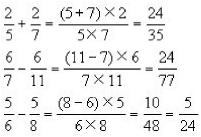 2/5 + 2/7 = (5+7)×2 / 5×7 = 24/35
6/7 − 6/11 = (11−7)×6 / 7×11 = 24/77
5/6 − 5/8 = (8−6)×5 / 6×8 = 10/48 = 5/24